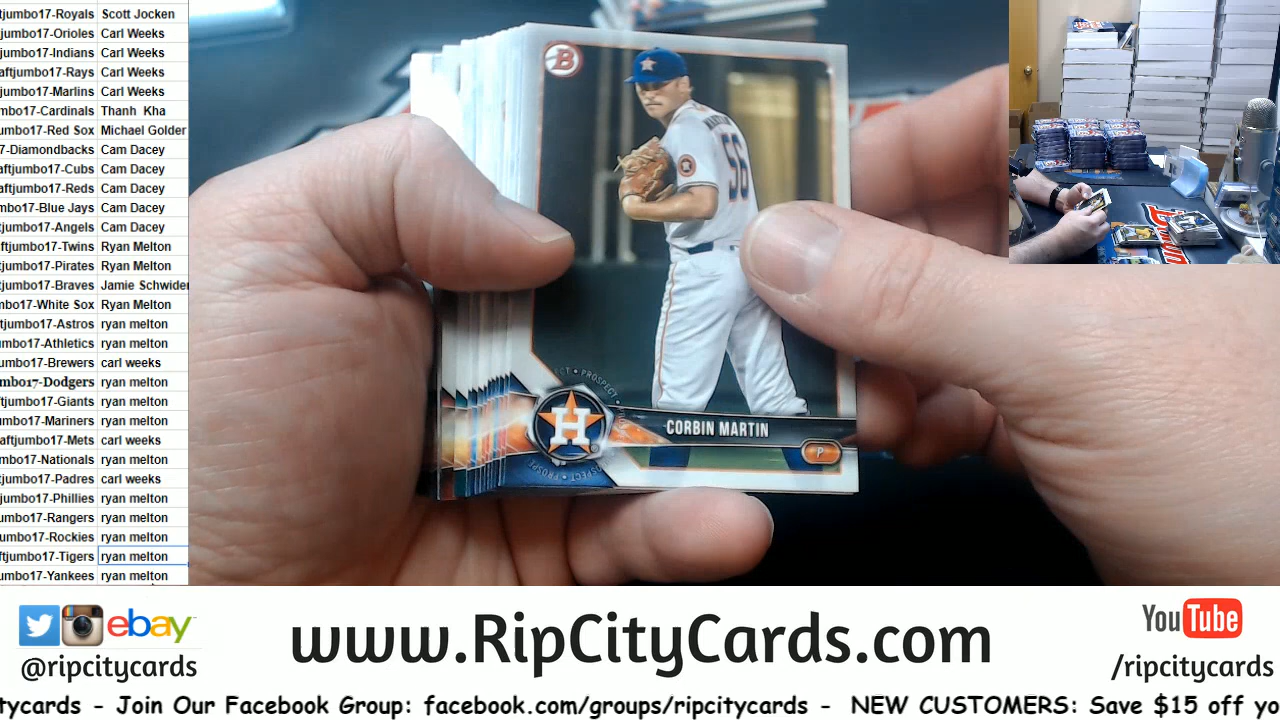 tjumbo17-Royals Scott Jocken
tjumbo17-Orioles Carl Weeks
tjumbo17-Indians Carl Weeks
aftjumbo17-Rays Carl Weeks
jumbo17-Marlins Carl Weeks
mbo17-Cardinals Thanh Kha
umbo17-Red Sox Michael Golder
7-Diamondbacks Cam Dacey
aftjumbo17-Cubs Cam Dacey
aftjumbo17-Reds Cam Dacey
mbo17-Blue Jays Cam Dacey
jumbo17-Angels Cam Dacey
ftjumbo17-Twins Ryan Melton
tjumbo17-Pirates Ryan Melton
tjumbo17-Braves Jamie Schwider
mbo17-White Sox Ryan Melton
tjumbo17-Astros ryan melton
umbo17-Athletics ryan melton
umbo17-Brewers carl weeks
mbo17-Dodgers ryan melton
ftjumbo17-Giants ryan melton
umbo17-Mariners ryan melton
aftjumbo17-Mets carl weeks
mbo17-Nationals ryan melton
tjumbo17-Padres carl weeks
jumbo17-Phillies ryan melton
umbo17-Rangers ryan melton
umbo17-Rockies ryan melton
ftjumbo17-Tigers ryan melton
umbo17-Yankees ryan melton
B
56
PROSPECT
H
CORBIN MARTIN
P
ebay
@ripcitycards
www.RipCityCards.com
YouTube
/ripcitycards
tycards - Join Our Facebook Group: facebook.com/groups/ripcitycards - NEW CUSTOMERS: Save $15 off yo